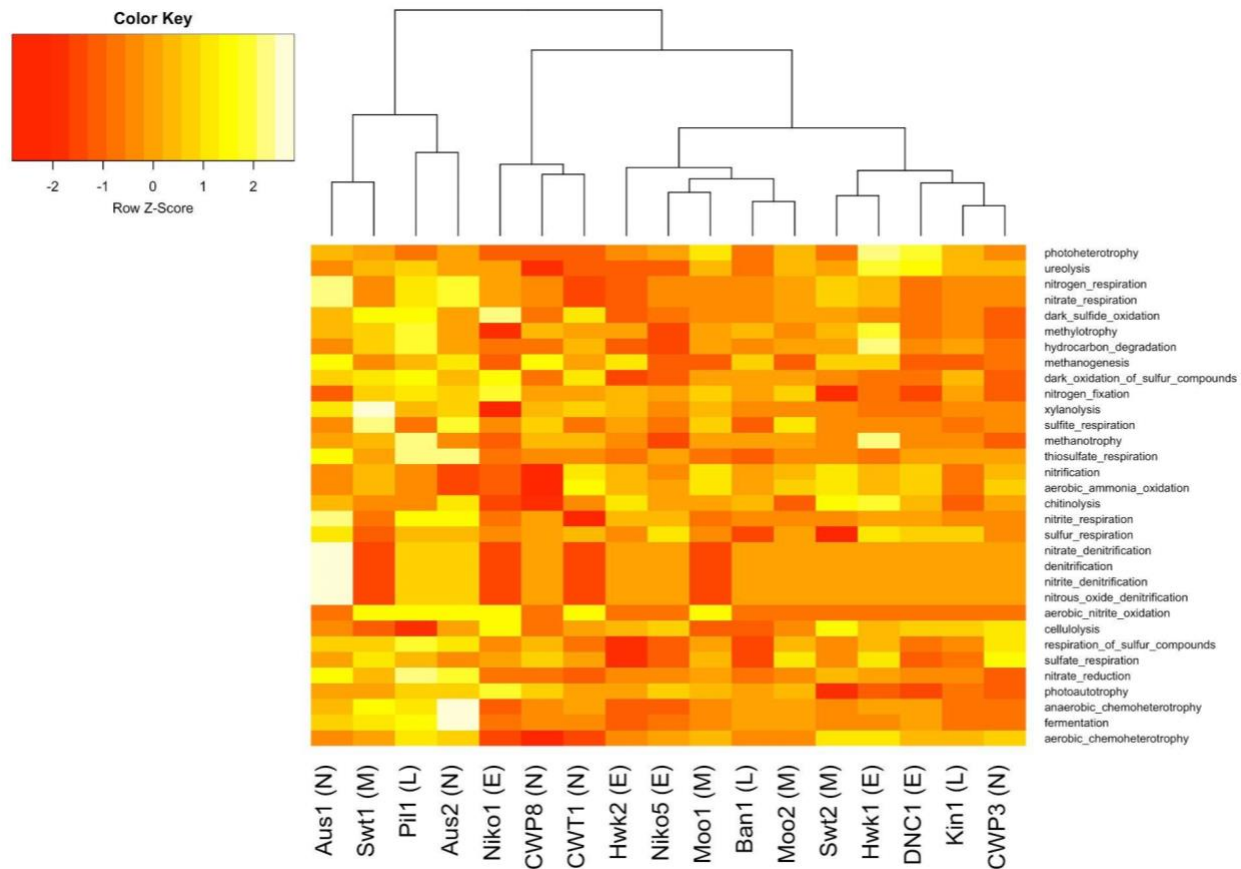 Color Key
-2 -1 0 1 2
Row Z-Score
photoheterotrophy
ureolysis
nitrogen_respiration
nitrate_respiration
dark_sulfide_oxidation
methylotrophy
hydrocarbon_degradation
methanogenesis
dark_oxidation_of_sulfur_compounds
nitrogen_fixation
xylanolysis
sulfite_respiration
methanotrophy
thiosulfate_respiration
nitrification
aerobic_ammonia_oxidation
chitinolysis
nitrite_respiration
sulfur_respiration
nitrate_denitrification
denitrification
nitrite_denitrification
nitrous_oxide_denitrification
aerobic_nitrite_oxidation
cellulolysis
respiration_of_sulfur_compounds
sulfate_respiration
nitrate_reduction
photoautotrophy
anaerobic_chemoheterotrophy
fermentation
aerobic_chemoheterotrophy
Aus1 (N)
Swt1 (M)
Pil1 (L)
Aus2 (N)
Niko1 (E)
CWP8 (N)
CWT1 (N)
Hwk2 (E)
Niko5 (E)
Moo1 (M)
Ban1 (L)
Moo2 (M)
Swt2 (M)
Hwk1 (E)
DNC1 (E)
Kin1 (L)
CWP3 (N)